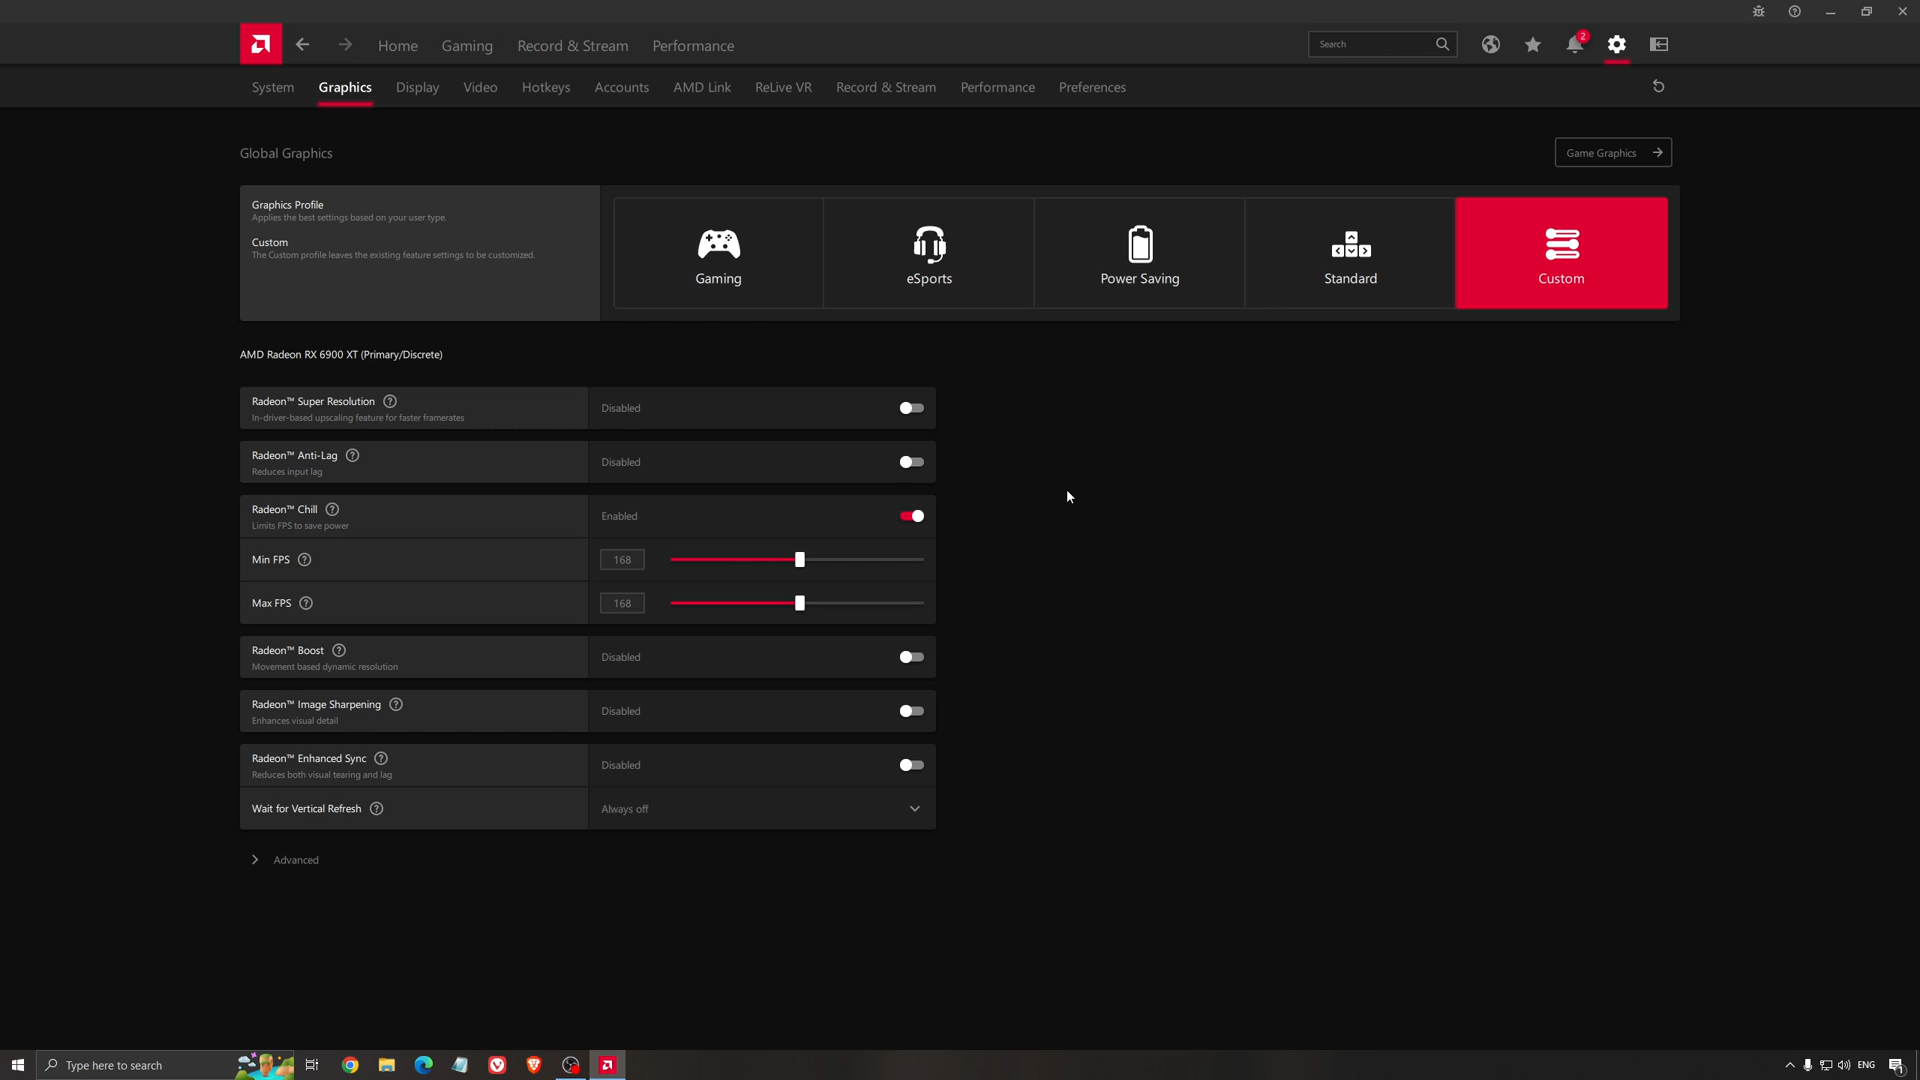 2
Home Gaming Record & Stream Performance Search
System Graphics Display Video Hotkeys Accounts AMD Link ReLive VR Record & Stream Performance Preferences
Global Graphics
Game Graphics
Graphics Profile
Applies the best settings based on your user type.
Custom
The Custom profile leaves the existing feature settings to be customized.
Gaming eSports Power Saving Standard Custom
AMD Radeon RX 6900 XT (Primary/Discrete)
Radeon™ Super Resolution
In-driver-based upscaling feature for faster framerates
Disabled
Radeon™ Anti-Lag
Reduces input lag
Disabled
Radeon™ Chill
Limits FPS to save power
Enabled
Min FPS 168
Max FPS 168
Radeon™ Boost
Movement based dynamic resolution
Disabled
Radeon™ Image Sharpening
Enhances visual detail
Disabled
Radeon™ Enhanced Sync
Reduces both visual tearing and lag
Disabled
Wait for Vertical Refresh Always off
Advanced
Type here to search ENG 1